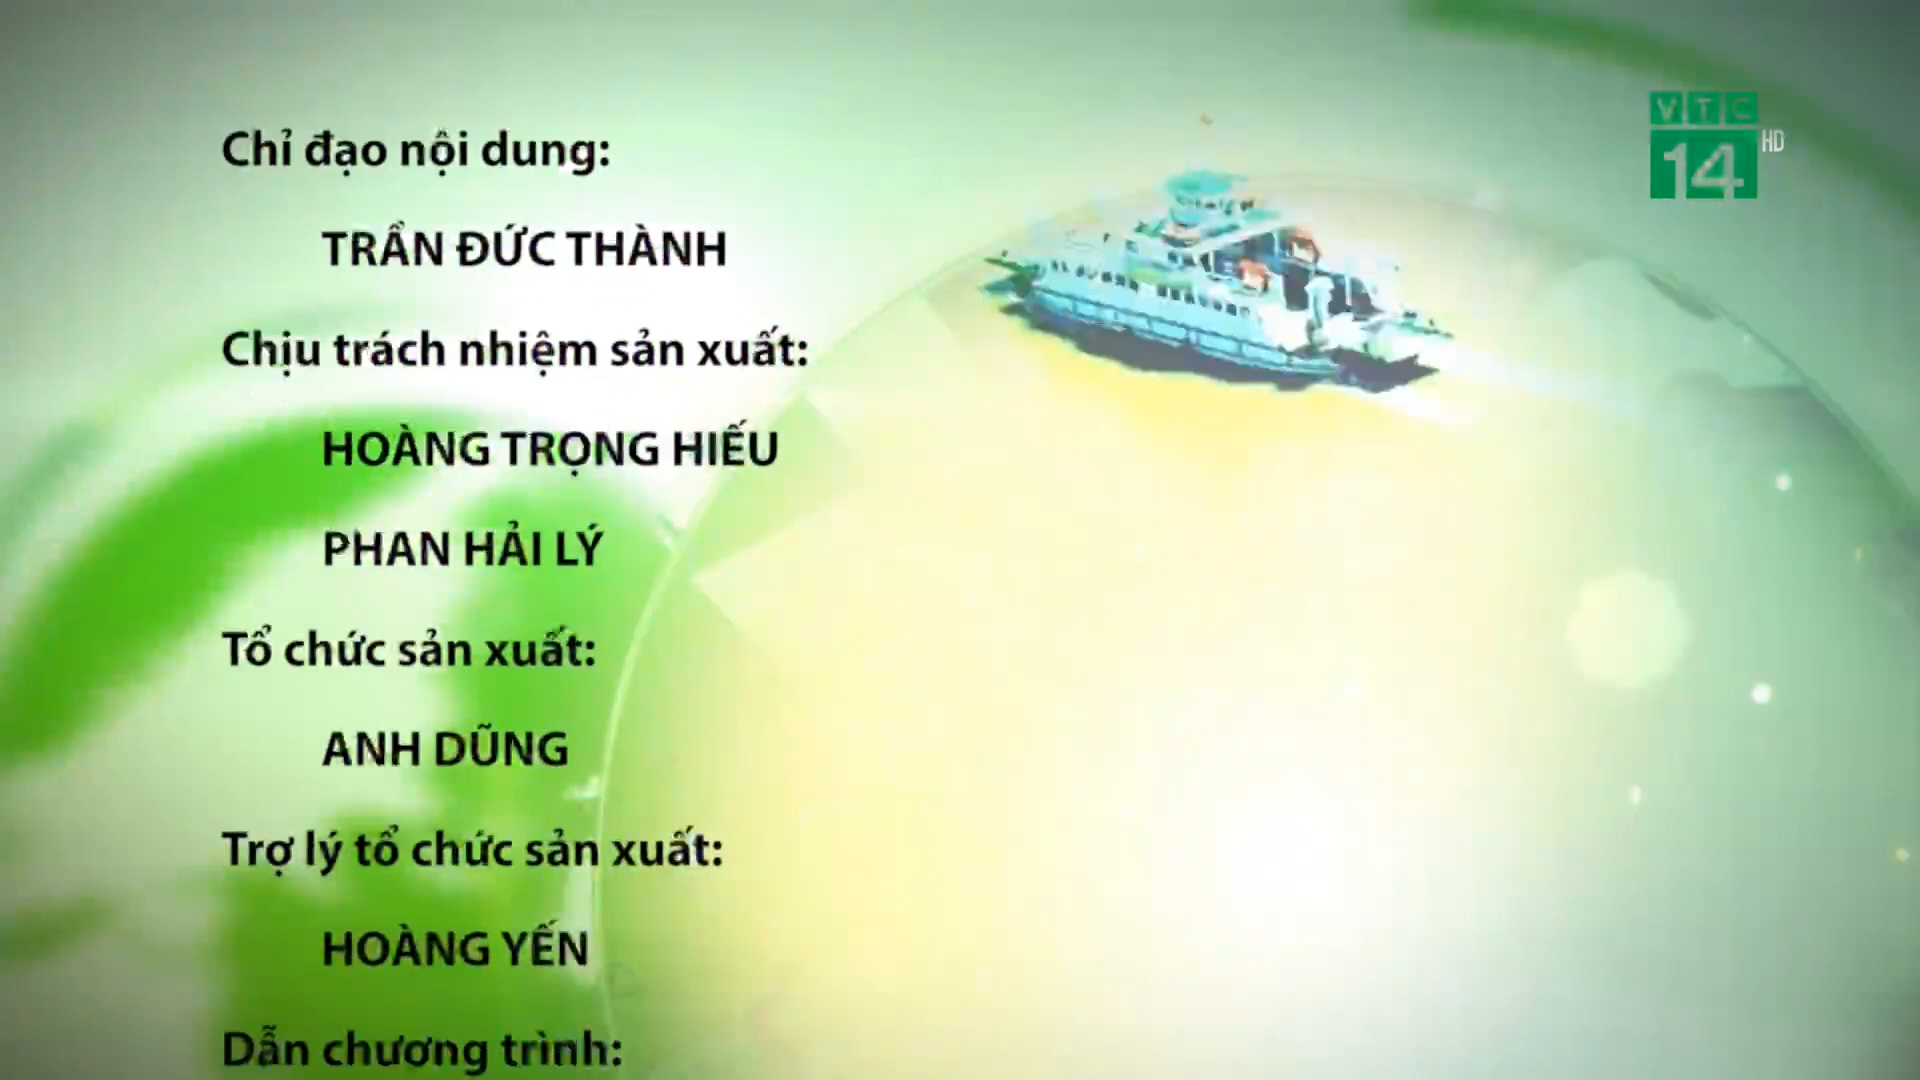 Chỉ đạo nội dung:
TRẦN ĐỨC THÀNH
Chịu trách nhiệm sản xuất:
HOÀNG TRỌNG HIẾU
PHAN HẢI LÝ
Tổ chức sản xuất:
ANH DŨNG
Trợ lý tổ chức sản xuất:
HOÀNG YẾN
Dẫn chương trình:
VTC
14 HD